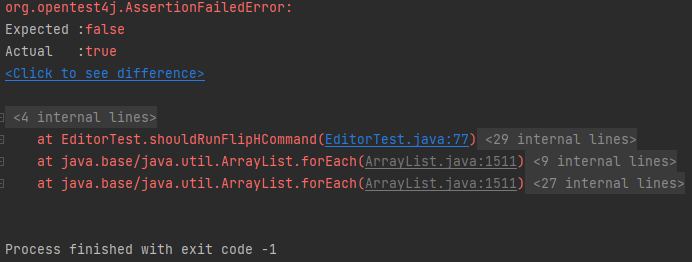 org.opentest4j.AssertionFailedError:
Expected :false
Actual   :true
<Click to see difference>
<4 internal lines>
at EditorTest.shouldRunFlipHCommand(EditorTest.java:77) <29 internal lines>
at java.base/java.util.ArrayList.forEach(ArrayList.java:1511) <9 internal lines>
at java.base/java.util.ArrayList.forEach(ArrayList.java:1511) <27 internal lines>
Process finished with exit code -1